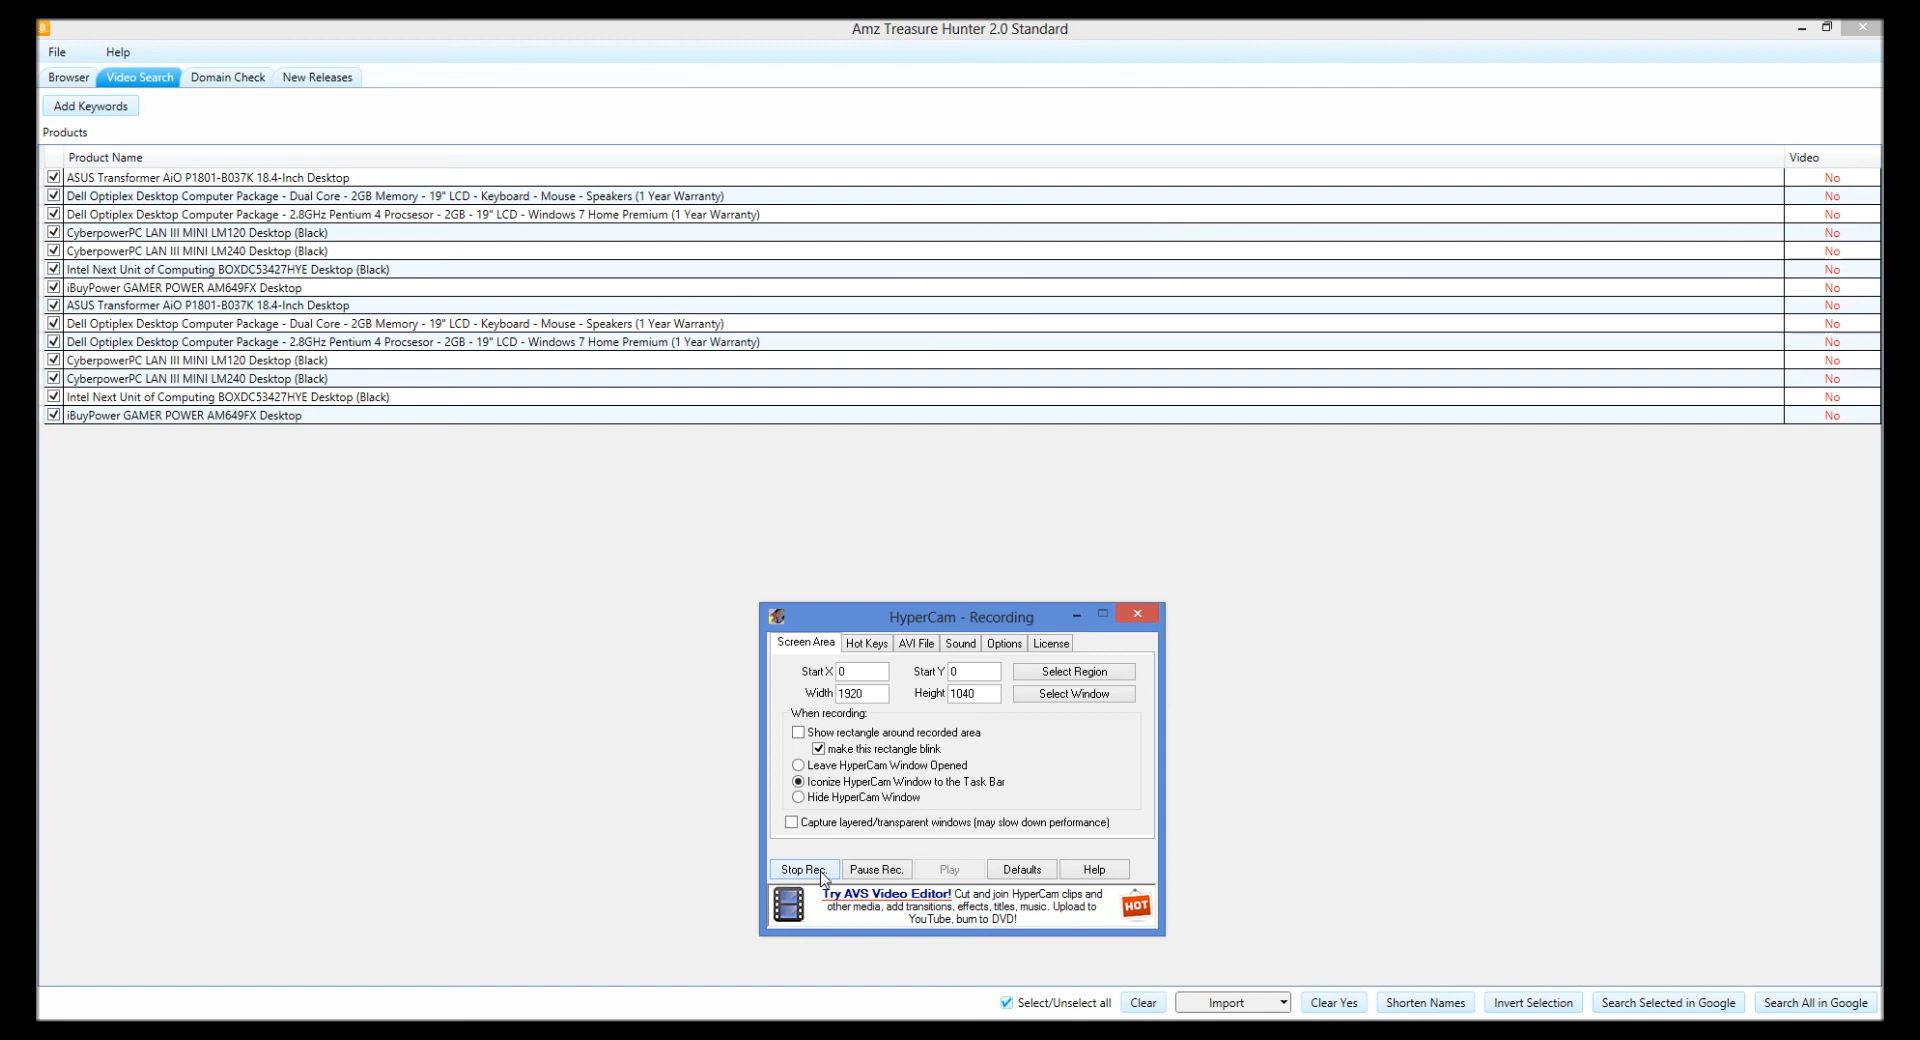 Amz Treasure Hunter 2.0 Standard
File Help
Browser Video Search Domain Check New Releases
Add Keywords
Products
Product Name Video
ASUS Transformer AiO P1801-B037K 18.4-Inch Desktop No
Dell Optiplex Desktop Computer Package - Dual Core - 2GB Memory - 19" LCD - Keyboard - Mouse - Speakers (1 Year Warranty) No
Dell Optiplex Desktop Computer Package - 2.8GHz Pentium 4 Procsesor - 2GB - 19" LCD - Windows 7 Home Premium (1 Year Warranty) No
CyberpowerPC LAN III MINI LM120 Desktop (Black) No
CyberpowerPC LAN III MINI LM240 Desktop (Black) No
Intel Next Unit of Computing BOXDC53427HYE Desktop (Black) No
iBuyPower GAMER POWER AM649FX Desktop No
ASUS Transformer AiO P1801-B037K 18.4-Inch Desktop No
Dell Optiplex Desktop Computer Package - Dual Core - 2GB Memory - 19" LCD - Keyboard - Mouse - Speakers (1 Year Warranty) No
Dell Optiplex Desktop Computer Package - 2.8GHz Pentium 4 Procsesor - 2GB - 19" LCD - Windows 7 Home Premium (1 Year Warranty) No
CyberpowerPC LAN III MINI LM120 Desktop (Black) No
CyberpowerPC LAN III MINI LM240 Desktop (Black) No
Intel Next Unit of Computing BOXDC53427HYE Desktop (Black) No
iBuyPower GAMER POWER AM649FX Desktop No
HyperCam - Recording
Screen Area Hot Keys AVI File Sound Options License
Start X 0 Start Y 0 Select Region
Width 1920 Height 1040 Select Window
When recording:
Show rectangle around recorded area
make this rectangle blink
Leave HyperCam Window Opened
Iconize HyperCam Window to the Task Bar
Hide HyperCam Window
Capture layered/transparent windows (may slow down performance)
Stop Rec. Pause Rec. Play Defaults Help
Try AVS Video Editor! Cut and join HyperCam clips and
other media, add transitions, effects, titles, music. Upload to
YouTube, burn to DVD!
HOT
Select/Unselect all Clear Import Clear Yes Shorten Names Invert Selection Search Selected in Google Search All in Google